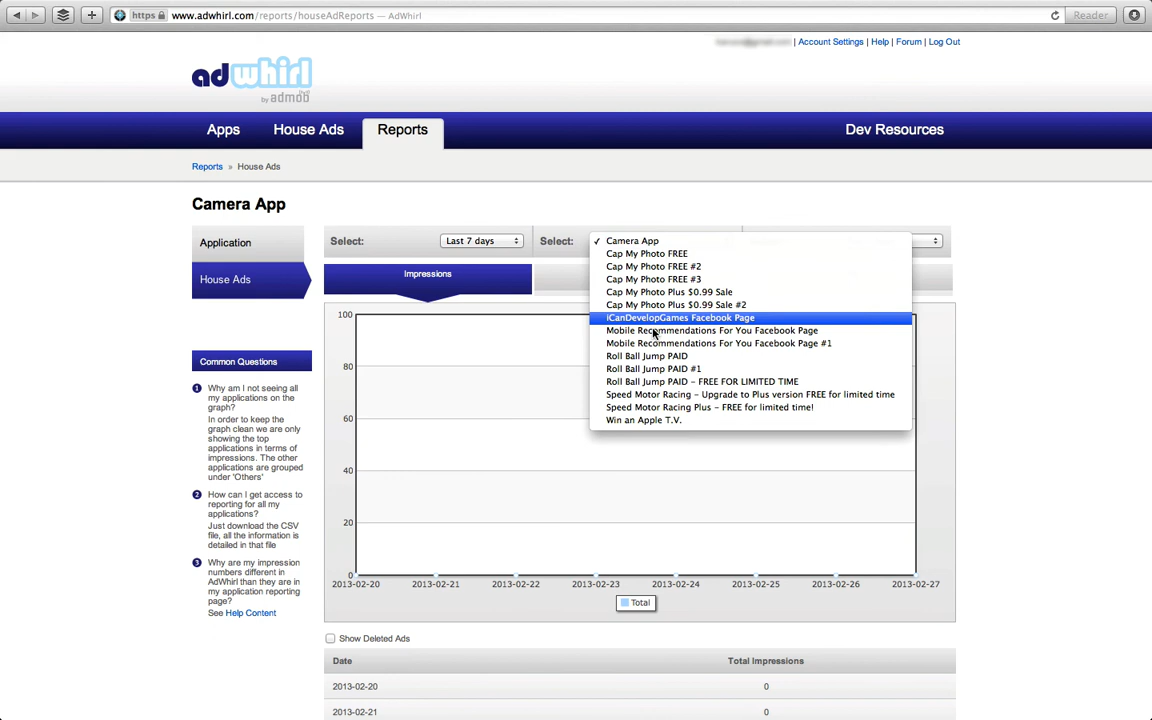 https www.adwhirl.com/reports/houseAdReports — AdWhirl
Reader
| Account Settings | Help | Forum | Log Out
adwhirl
by admob
Apps House Ads Reports Dev Resources
Reports » House Ads
Camera App
Application
House Ads
Select: Last 7 days Select:
✓ Camera App
Cap My Photo FREE
Cap My Photo FREE #2
Cap My Photo FREE #3
Cap My Photo Plus $0.99 Sale
Cap My Photo Plus $0.99 Sale #2
iCanDevelopGames Facebook Page
Mobile Recommendations For You Facebook Page
Mobile Recommendations For You Facebook Page #1
Roll Ball Jump PAID
Roll Ball Jump PAID #1
Roll Ball Jump PAID - FREE FOR LIMITED TIME
Speed Motor Racing - Upgrade to Plus version FREE for limited time
Speed Motor Racing Plus - FREE for limited time!
Win an Apple T.V.
Impressions
100
80
60
40
20
0
2013-02-20 2013-02-21 2013-02-22 2013-02-23 2013-02-24 2013-02-25 2013-02-26 2013-02-27
Total
Common Questions
1 Why am I not seeing all
my applications on the
graph?
In order to keep the
graph clean we are only
showing the top
applications in terms of
impressions. The other
applications are grouped
under 'Others'
2 How can I get access to
reporting for all my
applications?
Just download the CSV
file, all the information is
detailed in that file
3 Why are my impression
numbers different in
AdWhirl than they are in
my application reporting
page?
See Help Content
Show Deleted Ads
Date Total Impressions
2013-02-20 0
2013-02-21 0